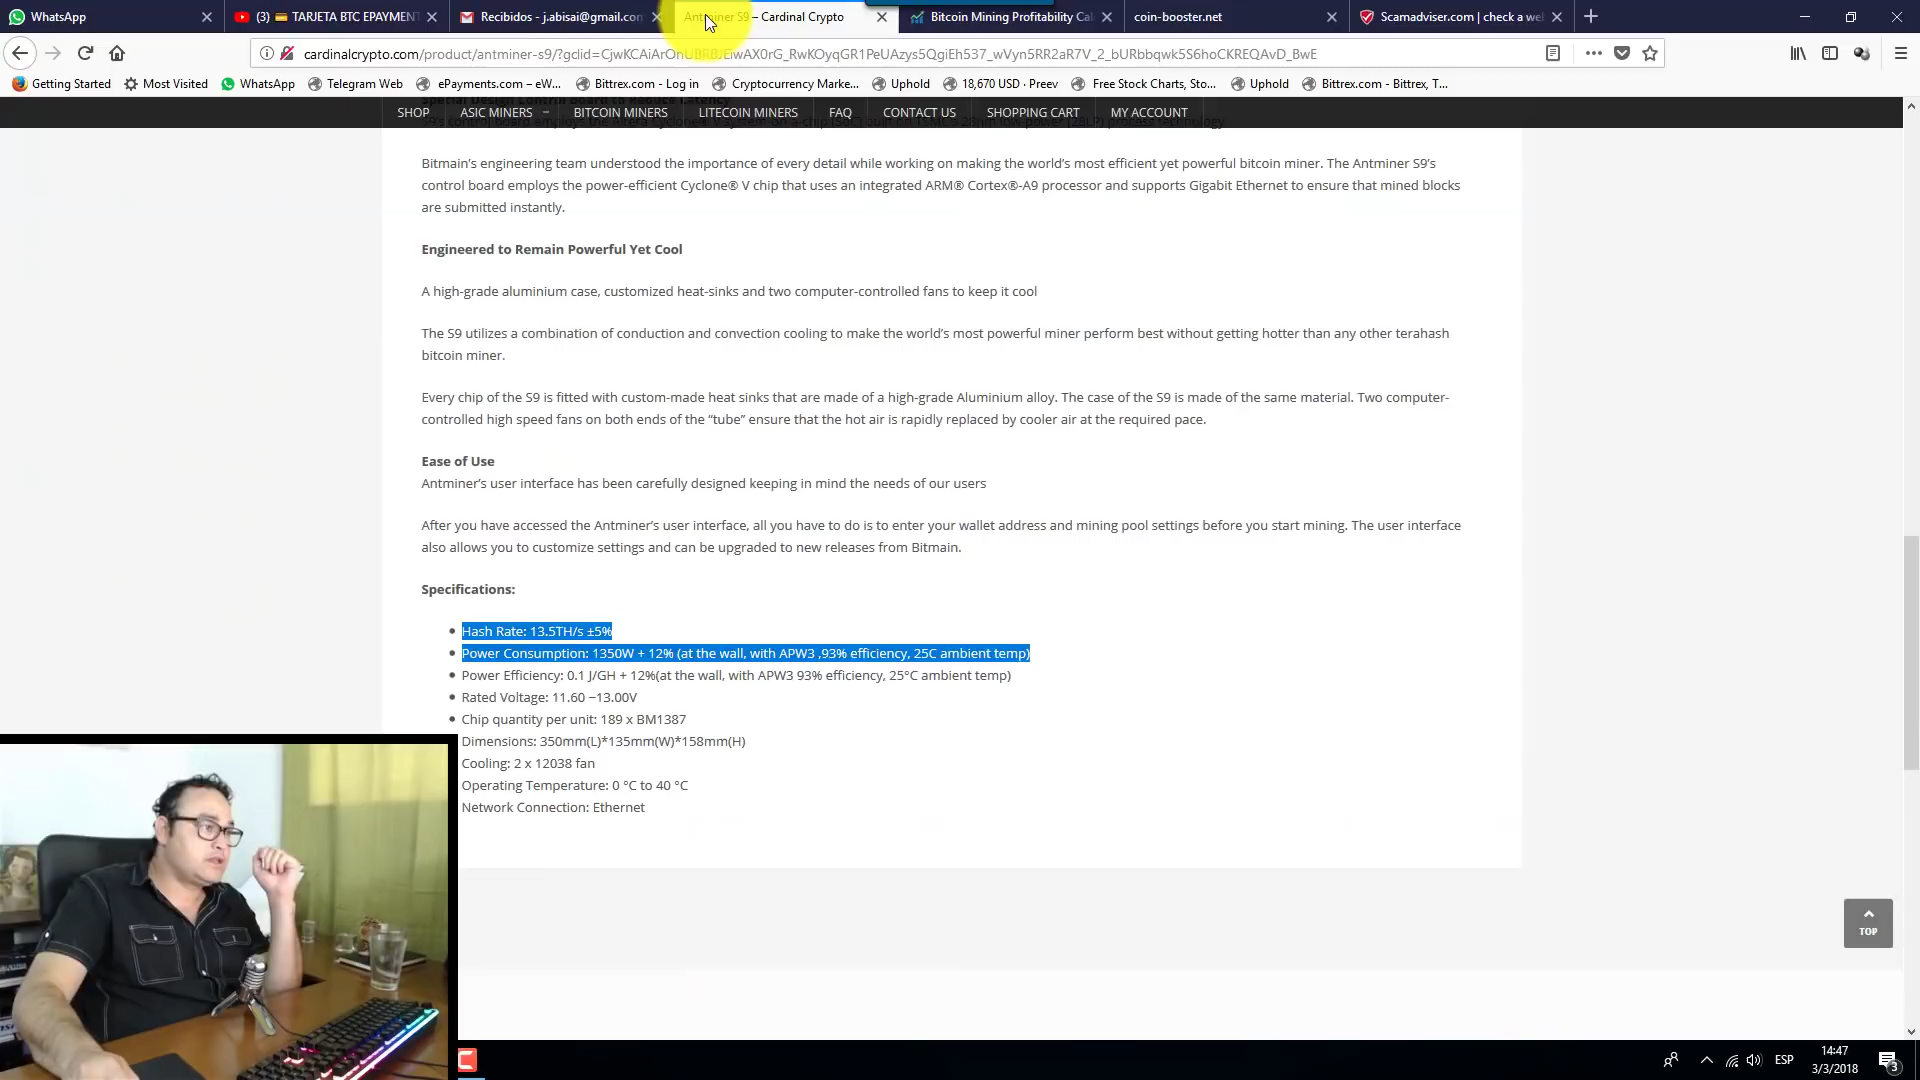 WhatsApp
(3) 💳 TARJETA BTC EPAYMENT
Recibidos - j.abisai@gmail.com
Antminer S9 – Cardinal Crypto
Bitcoin Mining Profitability Cal
coin-booster.net
Scamadviser.com | check a we
cardinalcrypto.com/product/antminer-s9/?gclid=
Getting Started
Most Visited
WhatsApp
Telegram Web
ePayments.com – eW...
Bittrex.com - Log in
Cryptocurrency Marke...
Uphold
18,670 USD · Preev
Free Stock Charts, Sto...
Uphold
Bittrex.com - Bittrex, T...
Special Design Control Board to Reduce Latency
SHOP
ASIC MINERS
BITCOIN MINERS
LITECOIN MINERS
FAQ
CONTACT US
SHOPPING CART
MY ACCOUNT
Bitmain’s engineering team understood the importance of every detail while working on making the world’s most efficient yet powerful bitcoin miner. The Antminer S9’s
control board employs the power-efficient Cyclone® V chip that uses an integrated ARM® Cortex®-A9 processor and supports Gigabit Ethernet to ensure that mined blocks
are submitted instantly.
Engineered to Remain Powerful Yet Cool
A high-grade aluminium case, customized heat-sinks and two computer-controlled fans to keep it cool
The S9 utilizes a combination of conduction and convection cooling to make the world’s most powerful miner perform best without getting hotter than any other terahash
bitcoin miner.
Every chip of the S9 is fitted with custom-made heat sinks that are made of a high-grade Aluminium alloy. The case of the S9 is made of the same material. Two computer-
controlled high speed fans on both ends of the “tube” ensure that the hot air is rapidly replaced by cooler air at the required pace.
Ease of Use
Antminer’s user interface has been carefully designed keeping in mind the needs of our users
After you have accessed the Antminer’s user interface, all you have to do is to enter your wallet address and mining pool settings before you start mining. The user interface
also allows you to customize settings and can be upgraded to new releases from Bitmain.
Specifications:
Hash Rate: 13.5TH/s ±5%
Power Consumption: 1350W + 12% (at the wall, with APW3 ,93% efficiency, 25C ambient temp)
Power Efficiency: 0.1 J/GH + 12%(at the wall, with APW3 93% efficiency, 25°C ambient temp)
Rated Voltage: 11.60 ~13.00V
Chip quantity per unit: 189 x BM1387
Dimensions: 350mm(L)*135mm(W)*158mm(H)
Cooling: 2 x 12038 fan
Operating Temperature: 0 °C to 40 °C
Network Connection: Ethernet
TOP
ESP
14:47
3/3/2018
3